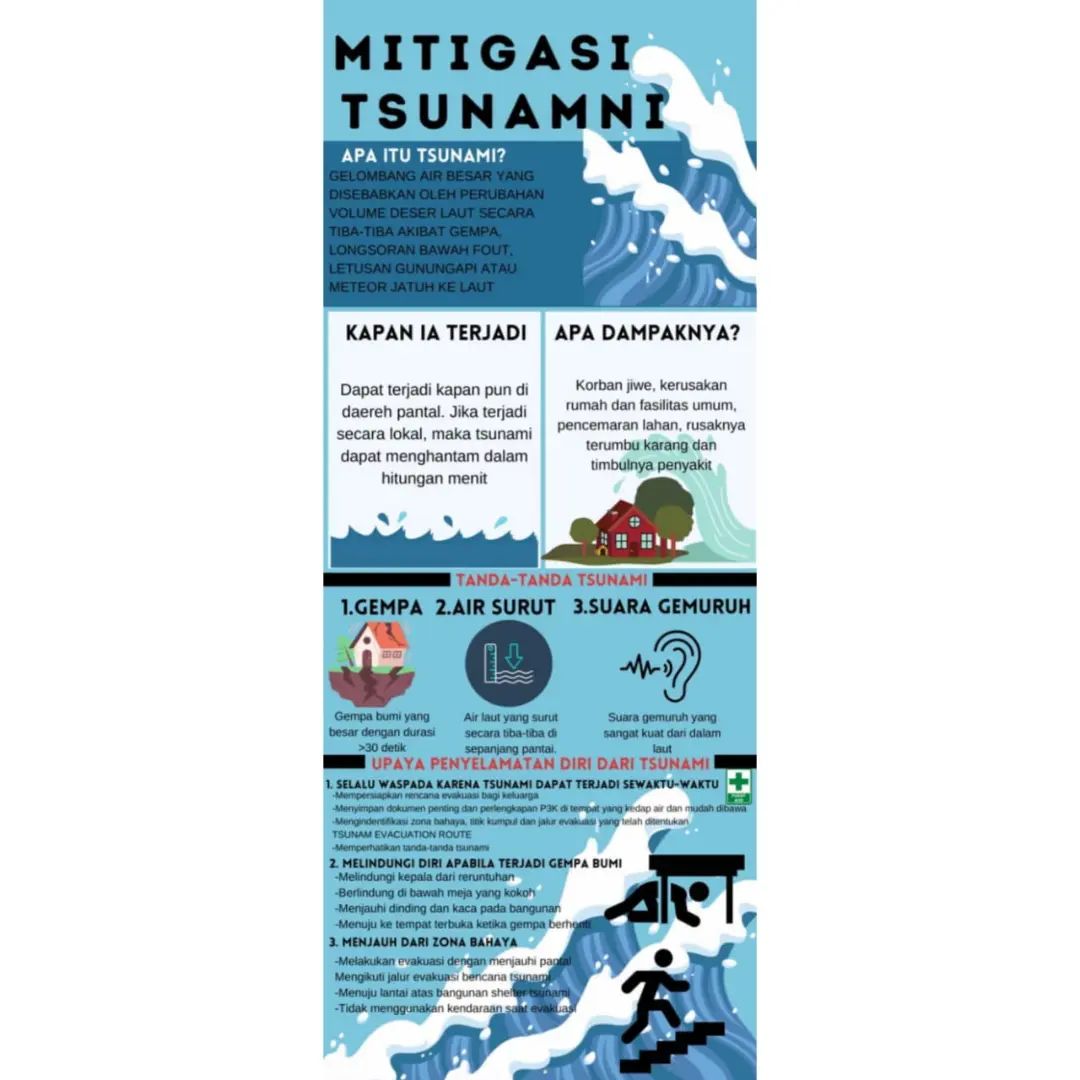 MITIGASI
TSUNAMNI
APA ITU TSUNAMI?
GELOMBANG AIR BESAR YANG
DISEBABKAN OLEH PERUBAHAN
VOLUME DESER LAUT SECARA
TIBA-TIBA AKIBAT GEMPA,
LONGSORAN BAWAH FOUT,
LETUSAN GUNUNGAPI ATAU
METEOR JATUH KE LAUT
KAPAN IA TERJADI
Dapat terjadi kapan pun di
daereh pantal. Jika terjadi
secara lokal, maka tsunami
dapat menghantam dalam
hitungan menit
APA DAMPAKNYA?
Korban jiwe, kerusakan
rumah dan fasilitas umum,
pencemaran lahan, rusaknya
terumbu karang dan
timbulnya penyakit
TANDA-TANDA TSUNAMI
1.GEMPA 2.AIR SURUT 3.SUARA GEMURUH
Gempa bumi yang
besar dengan durasi
>30 detik
Air laut yang surut
secara tiba-tiba di
sepanjang pantai.
Suara gemuruh yang
sangat kuat dari dalam
laut
UPAYA PENYELAMATAN DIRI DARI TSUNAMI
1. SELALU WASPADA KARENA TSUNAMI DAPAT TERJADI SEWAKTU-WAKTU
-Mempersiapkan rencana evakuasi bagi keluarga
-Menyimpan dokumen penting dan perlengkapan P3K di tempat yang kedap air dan mudah dibawa
-Mengindentifikasi zona bahaya, titik kumpul dan jalur evakuasi yang telah ditentukan
TSUNAM EVACUATION ROUTE
-Memperhatikan tanda-tanda tsunami
2. MELINDUNGI DIRI APABILA TERJADI GEMPA BUMI
-Melindungi kepala dari reruntuhan
-Berlindung di bawah meja yang kokoh
-Menjauhi dinding dan kaca pada bangunan
-Menuju ke tempat terbuka ketika gempa berhenti
3. MENJAUH DARI ZONA BAHAYA
-Melakukan evakuasi dengan menjauhi pantai
Mengikuti jalur evakuasi bencana tsunami
-Menuju lantai atas bangunan shelter tsunami
-Tidak menggunakan kendaraan saat evakuasi